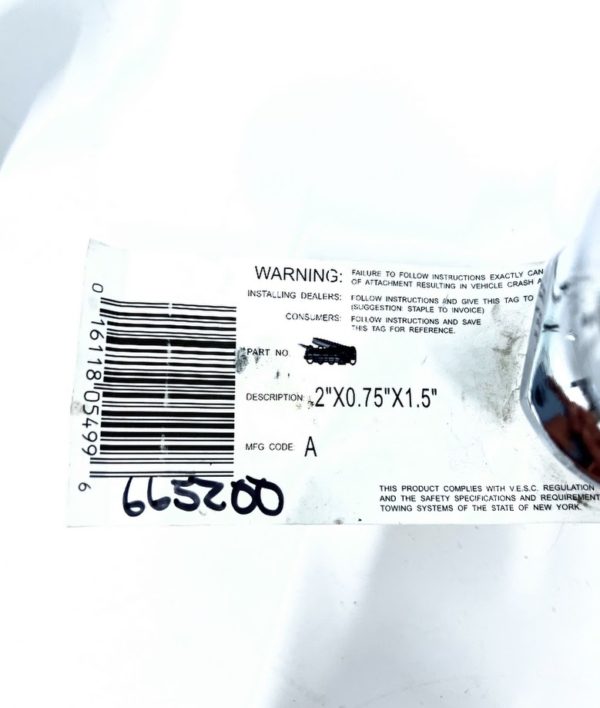 WARNING: FAILURE TO FOLLOW INSTRUCTIONS EXACTLY CAN
OF ATTACHMENT RESULTING IN VEHICLE CRASH
INSTALLING DEALERS: FOLLOW INSTRUCTIONS AND GIVE THIS TAG TO
(SUGGESTION: STAPLE TO INVOICE)
CONSUMERS: FOLLOW INSTRUCTIONS AND SAVE
THIS TAG FOR REFERENCE.
PART NO.
DESCRIPTION: 2"X0.75"X1.5"
MFG CODE: A
0 16118 05499 6
665200
THIS PRODUCT COMPLIES WITH V.E.S.C. REGULATION
AND THE SAFETY SPECIFICATIONS AND REQUIREMENT
TOWING SYSTEMS OF THE STATE OF NEW YORK.